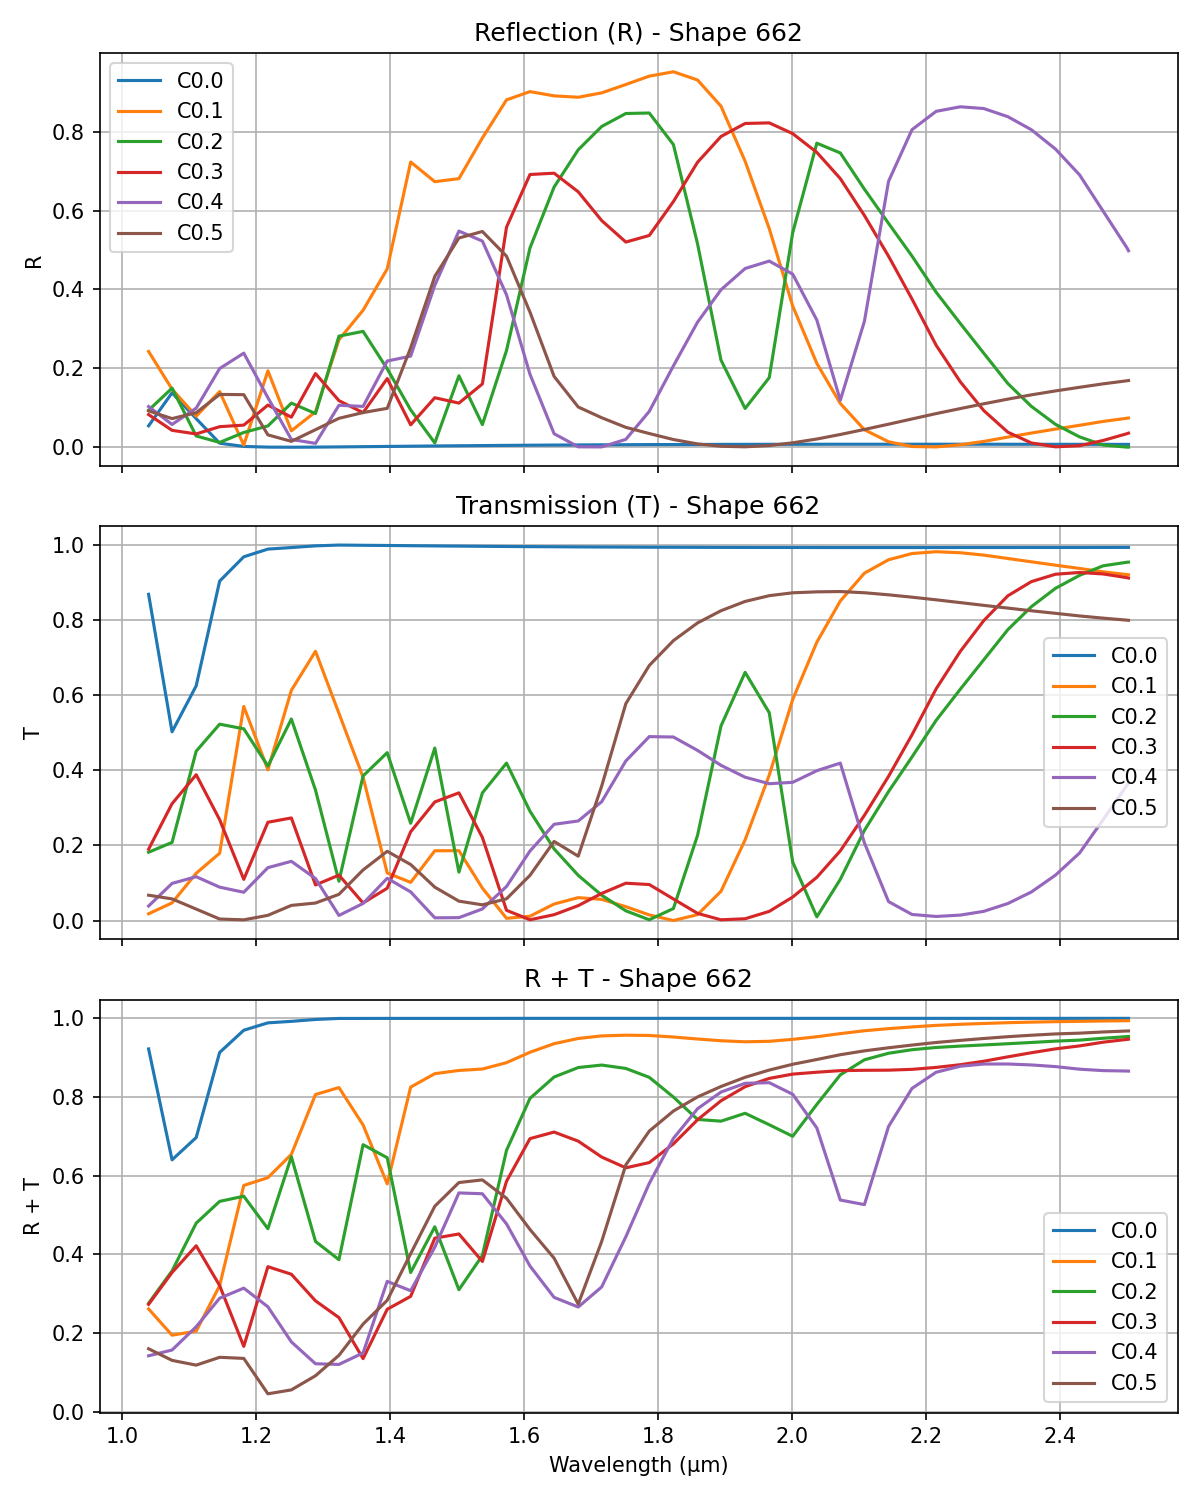 Reflection (R) - Shape 662
R
0.8
0.6
0.4
0.2
0.0
C0.0
C0.1
C0.2
C0.3
C0.4
C0.5
Transmission (T) - Shape 662
T
1.0
0.8
0.6
0.4
0.2
0.0
C0.0
C0.1
C0.2
C0.3
C0.4
C0.5
R + T - Shape 662
R + T
1.0
0.8
0.6
0.4
0.2
0.0
C0.0
C0.1
C0.2
C0.3
C0.4
C0.5
1.0 1.2 1.4 1.6 1.8 2.0 2.2 2.4
Wavelength (µm)